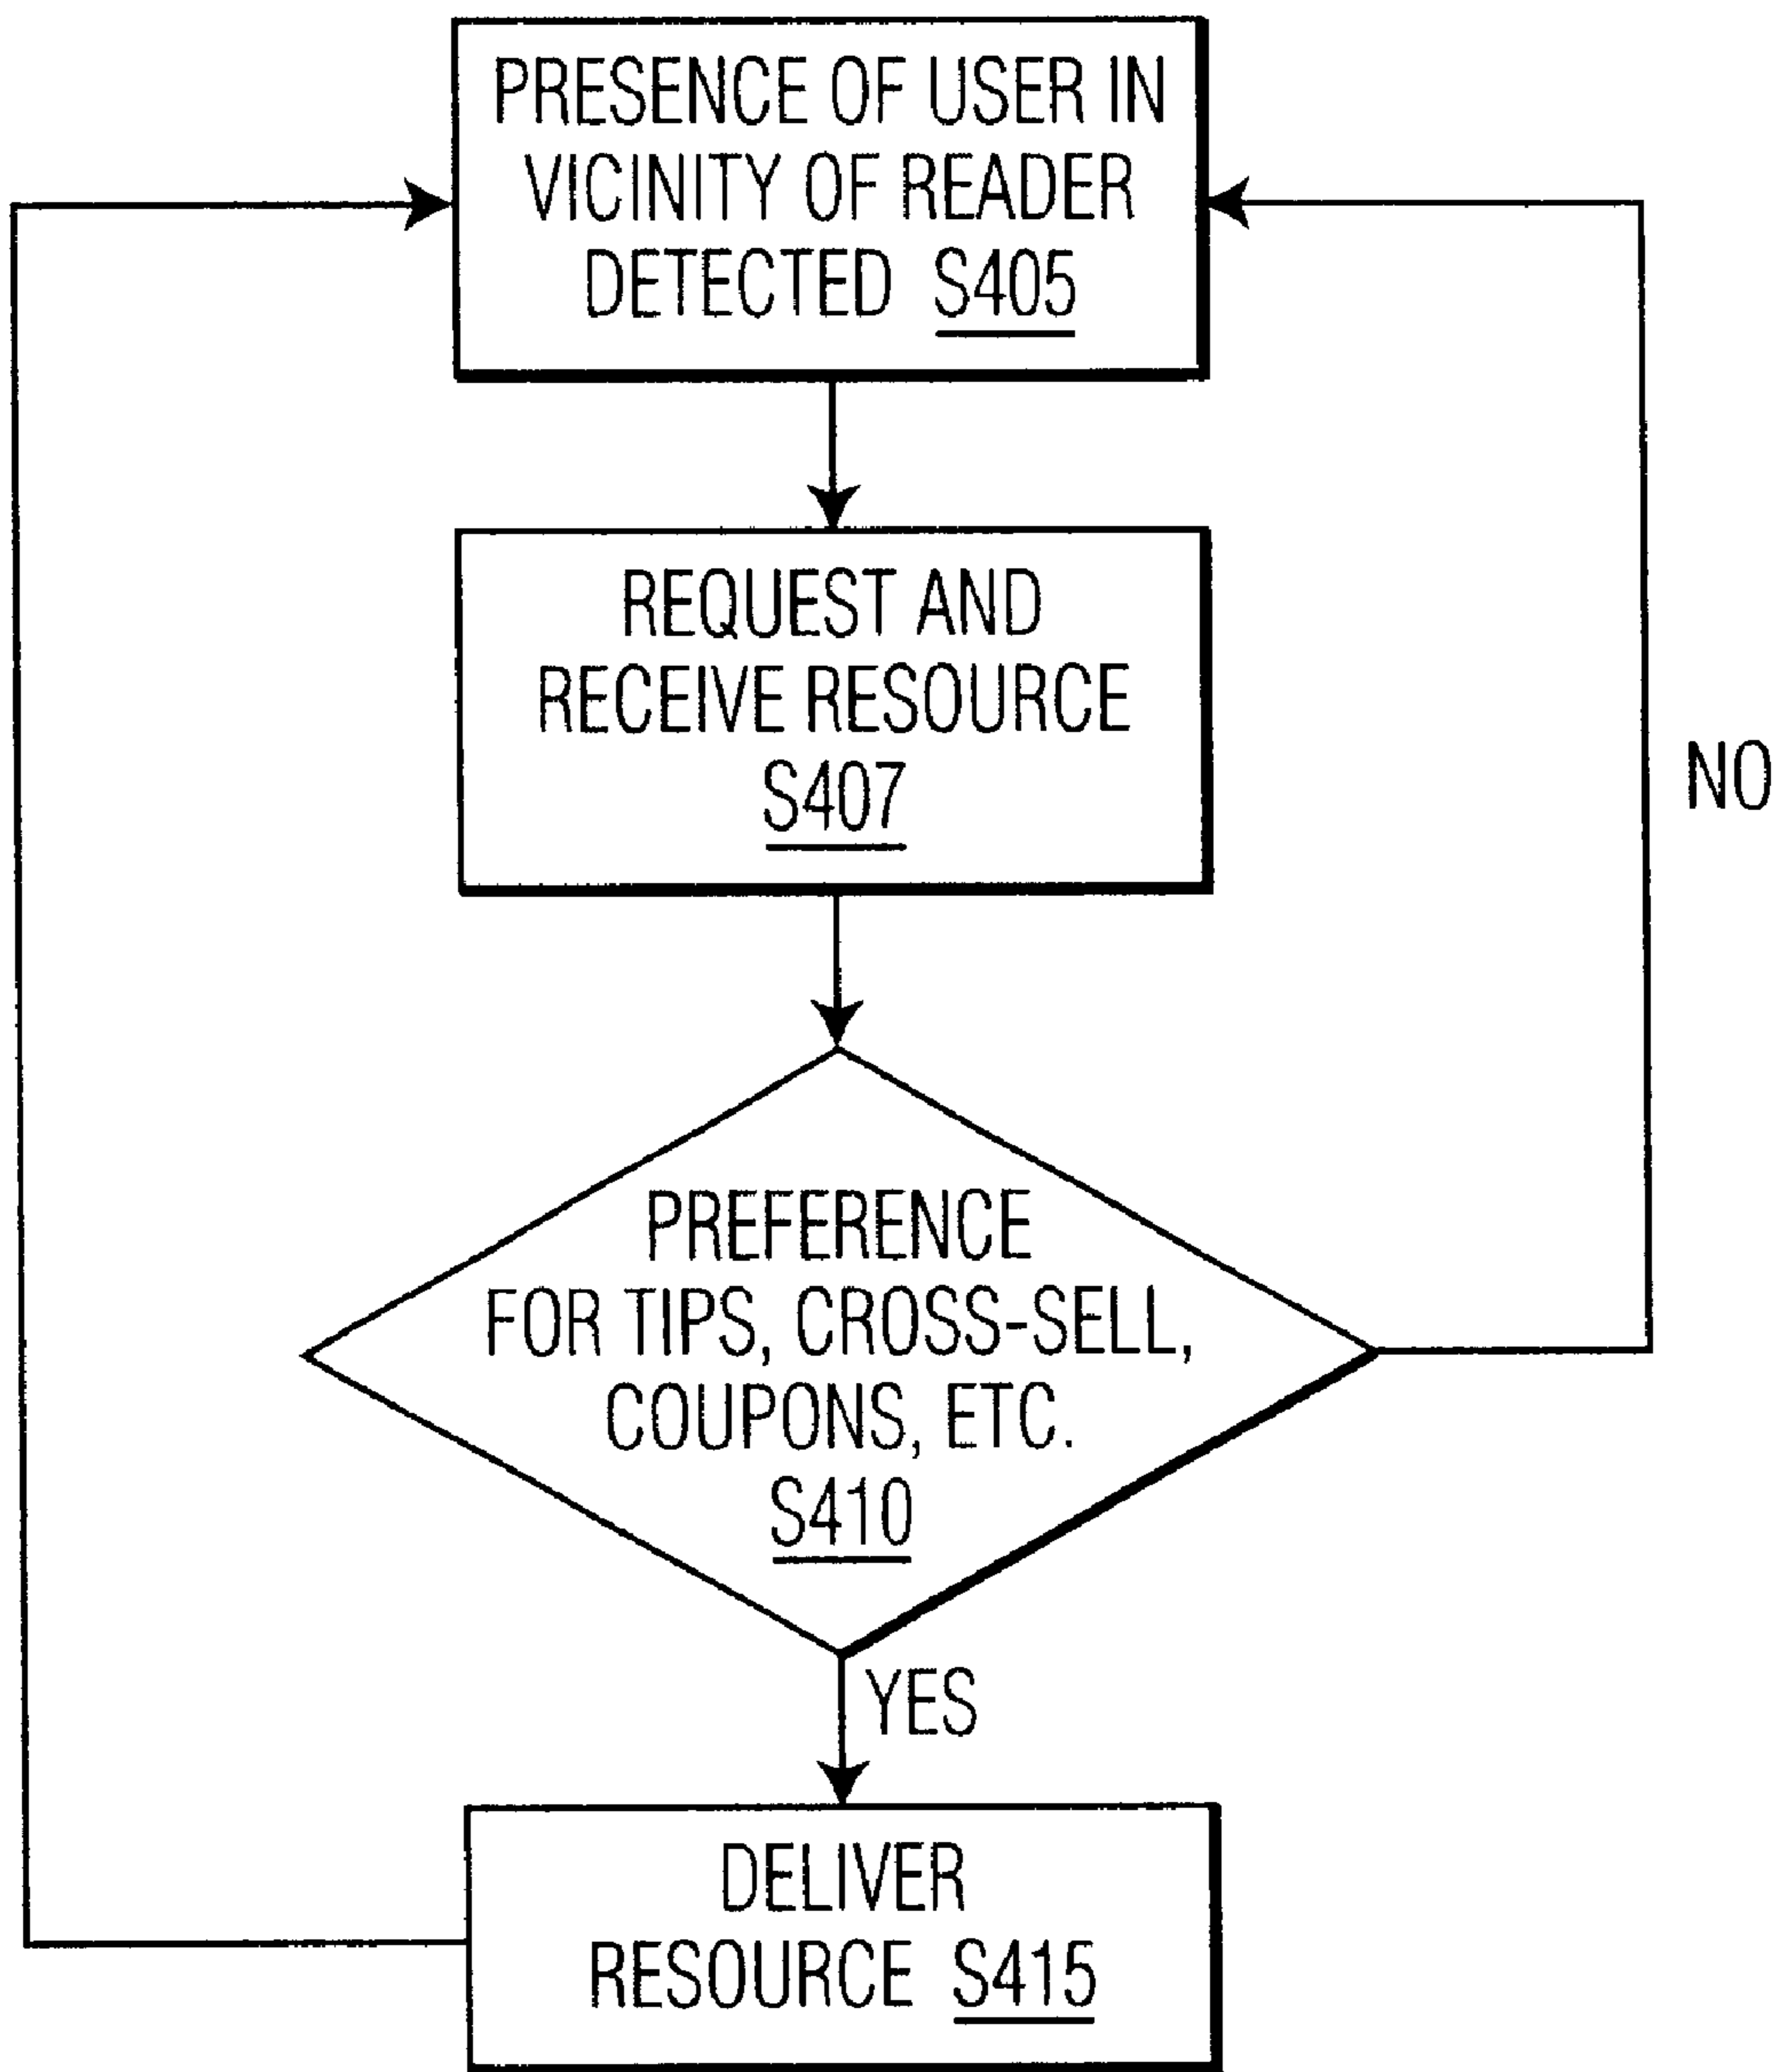 PRESENCE OF USER IN
VICINITY OF READER
DETECTED S405
REQUEST AND
RECEIVE RESOURCE
S407
NO
PREFERENCE
FOR TIPS, CROSS-SELL,
COUPONS, ETC.
S410
YES
DELIVER
RESOURCE S415